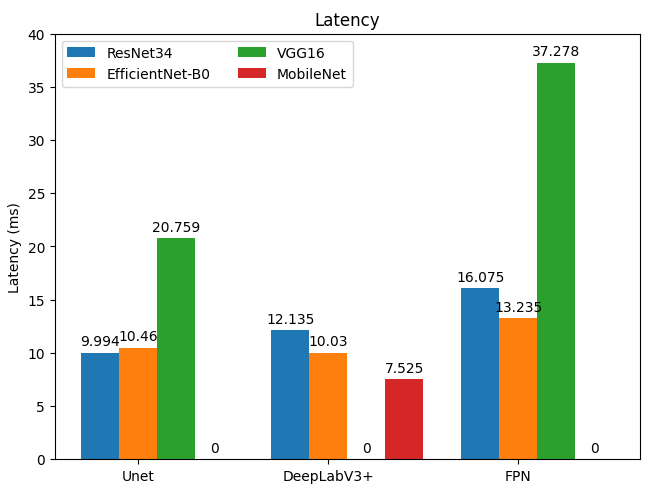 Latency
Latency (ms)
40
35
30
25
20
15
10
5
0
ResNet34
EfficientNet-B0
VGG16
MobileNet
9.994
10.46
20.759
0
12.135
10.03
0
7.525
16.075
13.235
37.278
0
Unet
DeepLabV3+
FPN